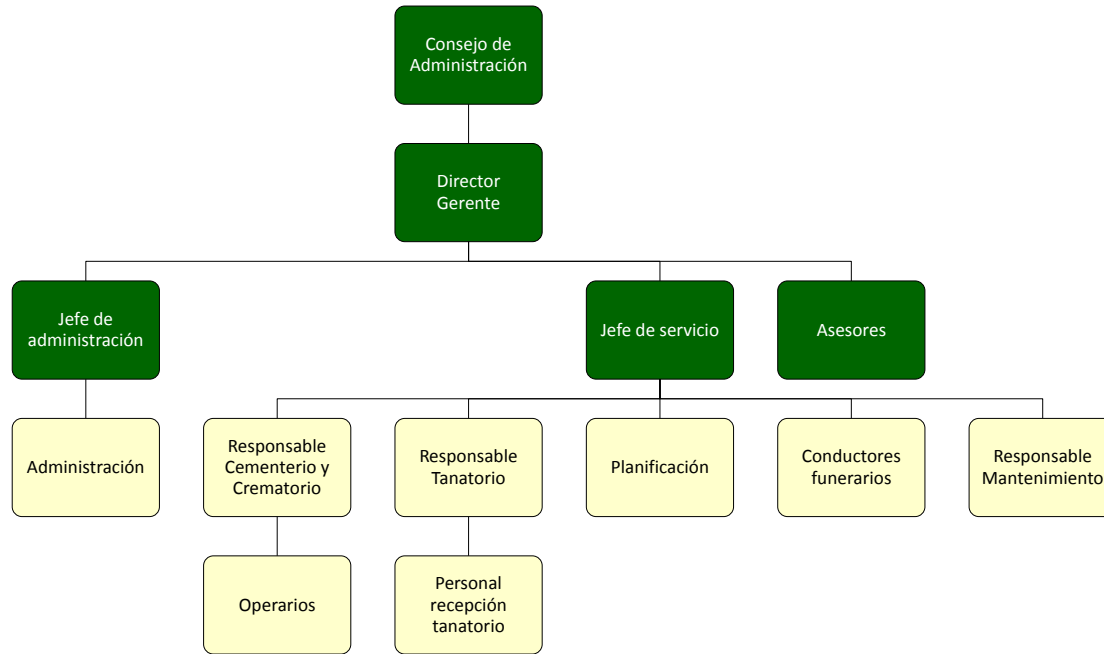 Consejo de
Administración
Director
Gerente
Jefe de
administración
Jefe de servicio
Asesores
Administración
Responsable
Cementerio y
Crematorio
Responsable
Tanatorio
Planificación
Conductores
funerarios
Responsable
Mantenimiento
Operarios
Personal
recepción
tanatorio